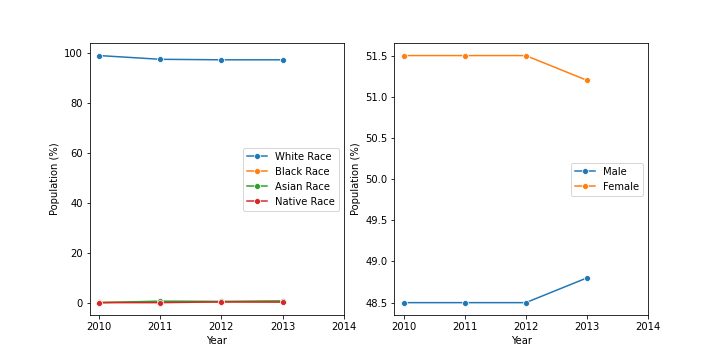 100
80
60
40
20
0
Population (%)
2010 2011 2012 2013 2014
Year
White Race
Black Race
Asian Race
Native Race
51.5
51.0
50.5
50.0
49.5
49.0
48.5
Population (%)
2010 2011 2012 2013 2014
Year
Male
Female